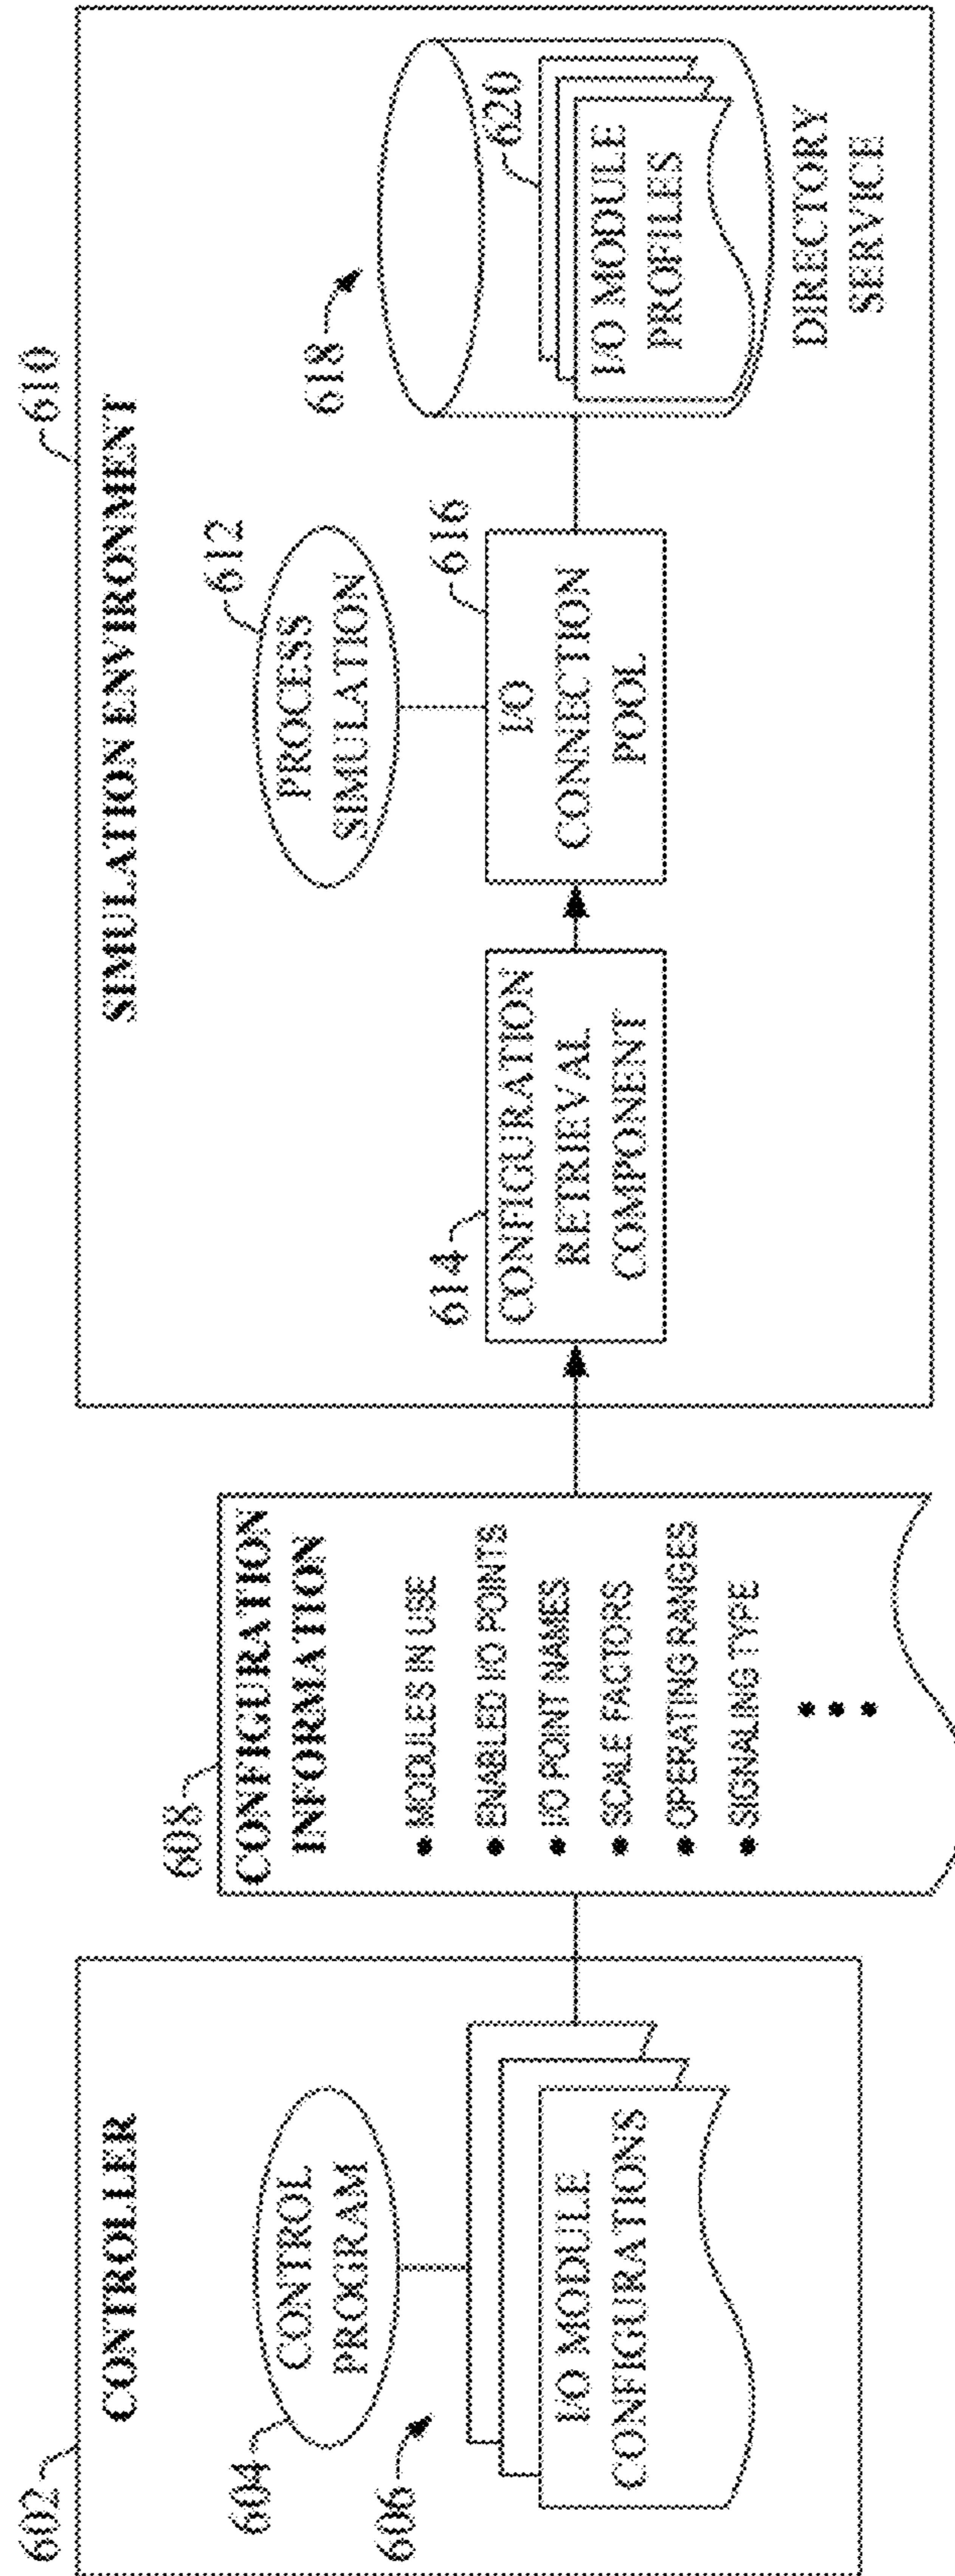 602
CONTROLLER
604
CONTROL
PROGRAM
606
I/O MODULE
CONFIGURATIONS
608
CONFIGURATION
INFORMATION
● MODULES IN USE
● ENABLED I/O POINTS
● I/O POINT NAMES
● SCALE FACTORS
● OPERATING RANGES
● SIGNALING TYPE
● ● ●
610
SIMULATION ENVIRONMENT
612
PROCESS
SIMULATION
614
CONFIGURATION
RETRIEVAL
COMPONENT
616
I/O
CONNECTION
POOL
618
620
I/O MODULE
PROFILES
DIRECTORY
SERVICE